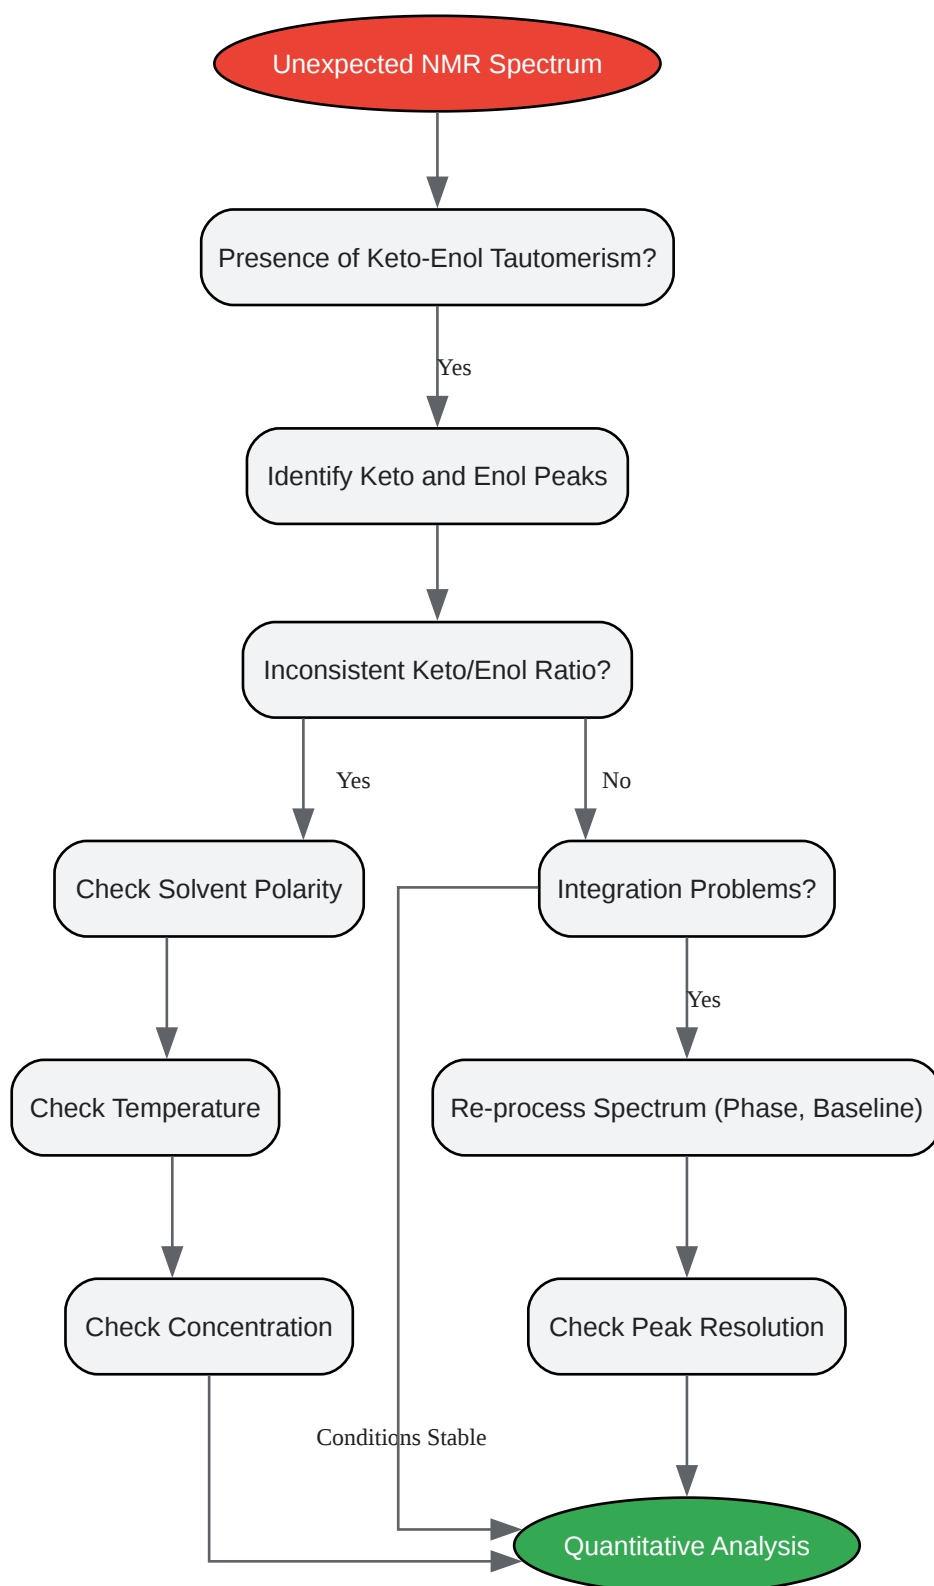 Unexpected NMR Spectrum
Presence of Keto-Enol Tautomerism?
Yes
Identify Keto and Enol Peaks
Inconsistent Keto/Enol Ratio?
Yes
No
Check Solvent Polarity
Integration Problems?
Yes
Check Temperature
Re-process Spectrum (Phase, Baseline)
Check Concentration
Check Peak Resolution
Conditions Stable
Quantitative Analysis